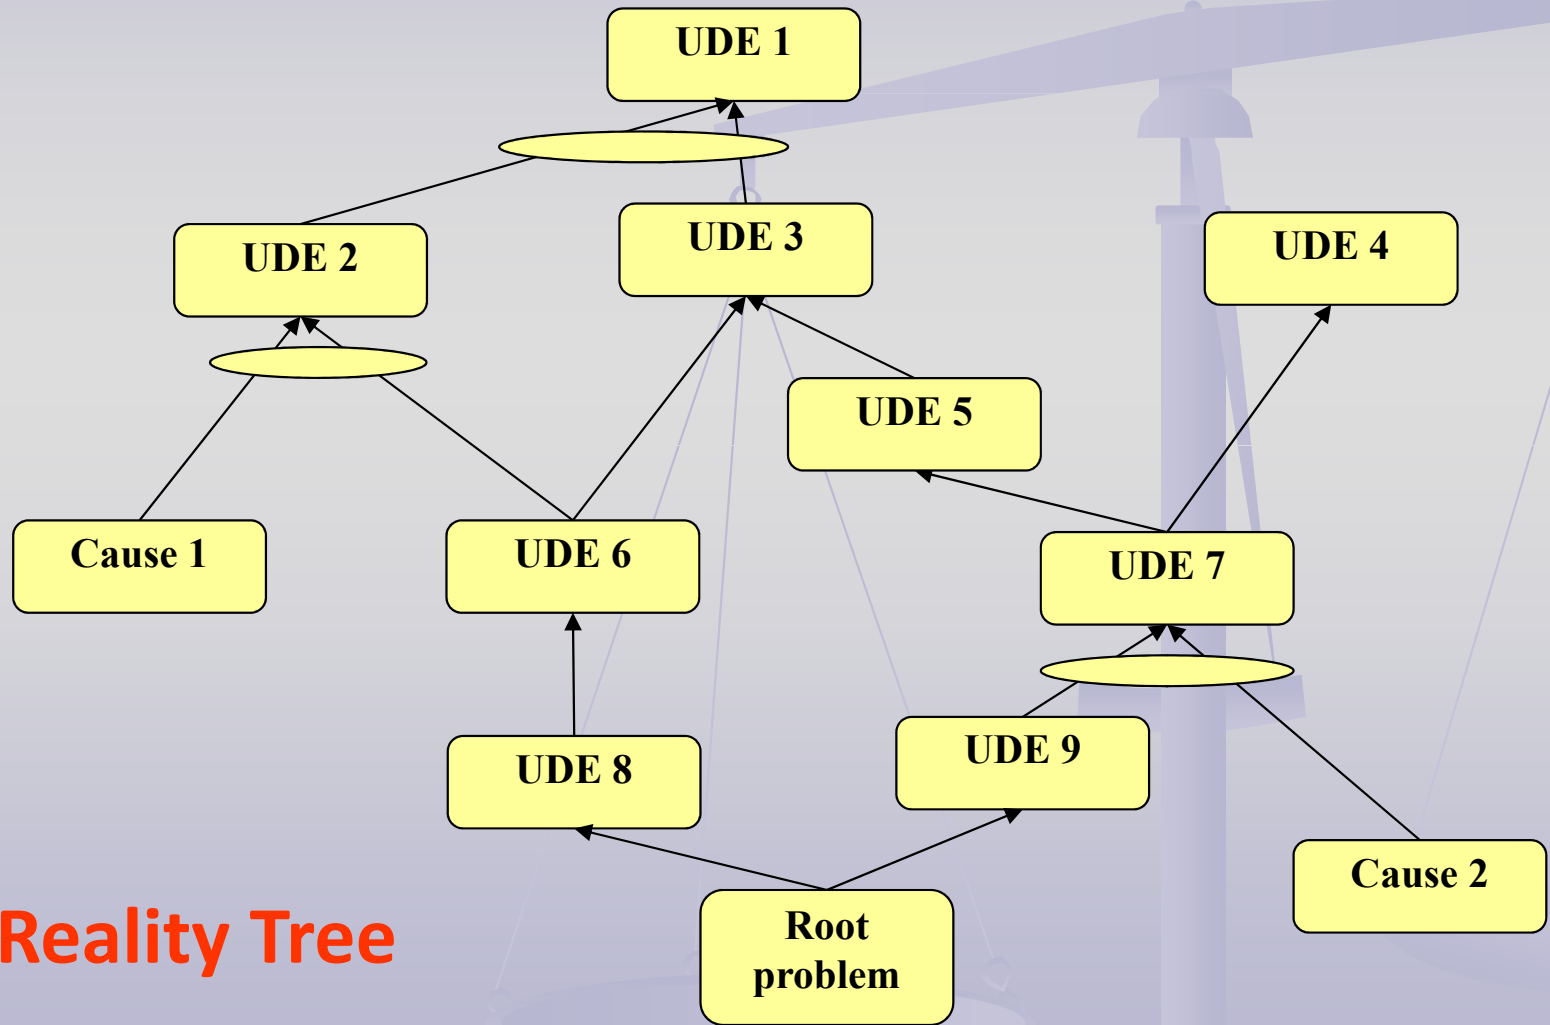 UDE 1
UDE 2
UDE 3
UDE 4
UDE 5
Cause 1
UDE 6
UDE 7
UDE 8
UDE 9
Cause 2
Root
problem
Reality Tree